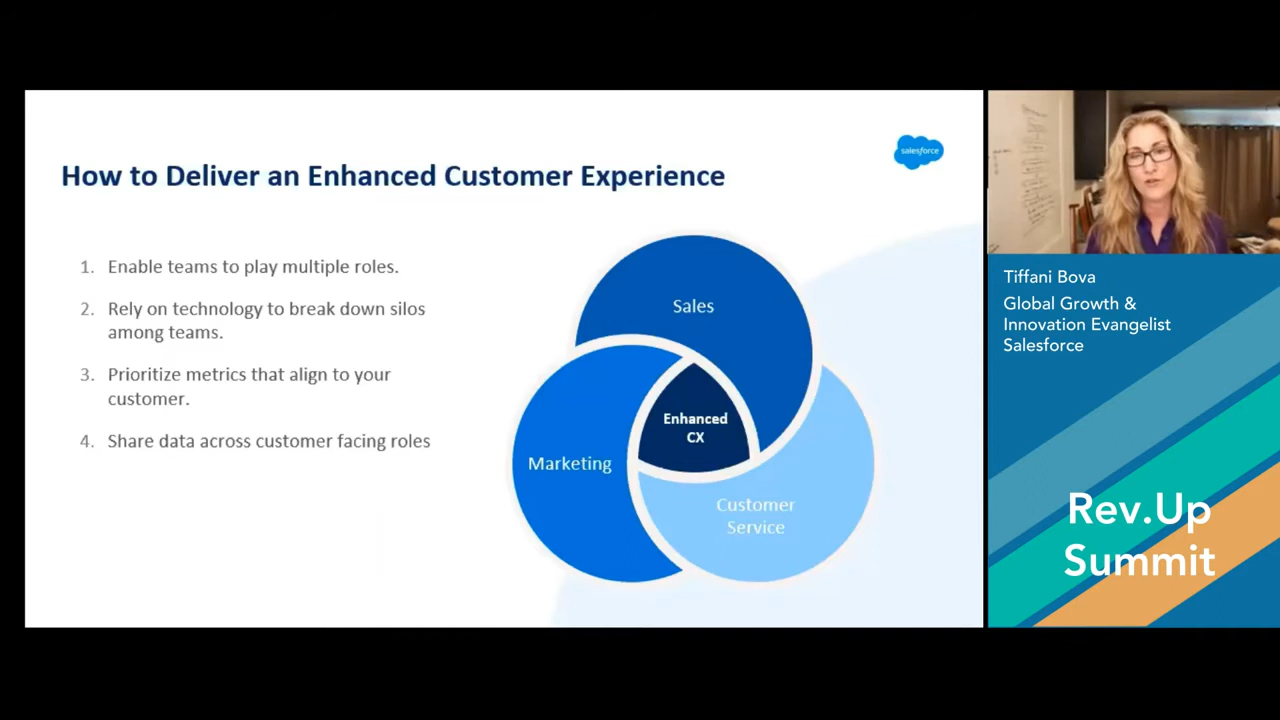 How to Deliver an Enhanced Customer Experience
salesforce
1. Enable teams to play multiple roles.
2. Rely on technology to break down silos
among teams.
3. Prioritize metrics that align to your
customer.
4. Share data across customer facing roles
Sales
Enhanced
CX
Marketing
Customer
Service
Tiffani Bova
Global Growth &
Innovation Evangelist
Salesforce
Rev.Up
Summit